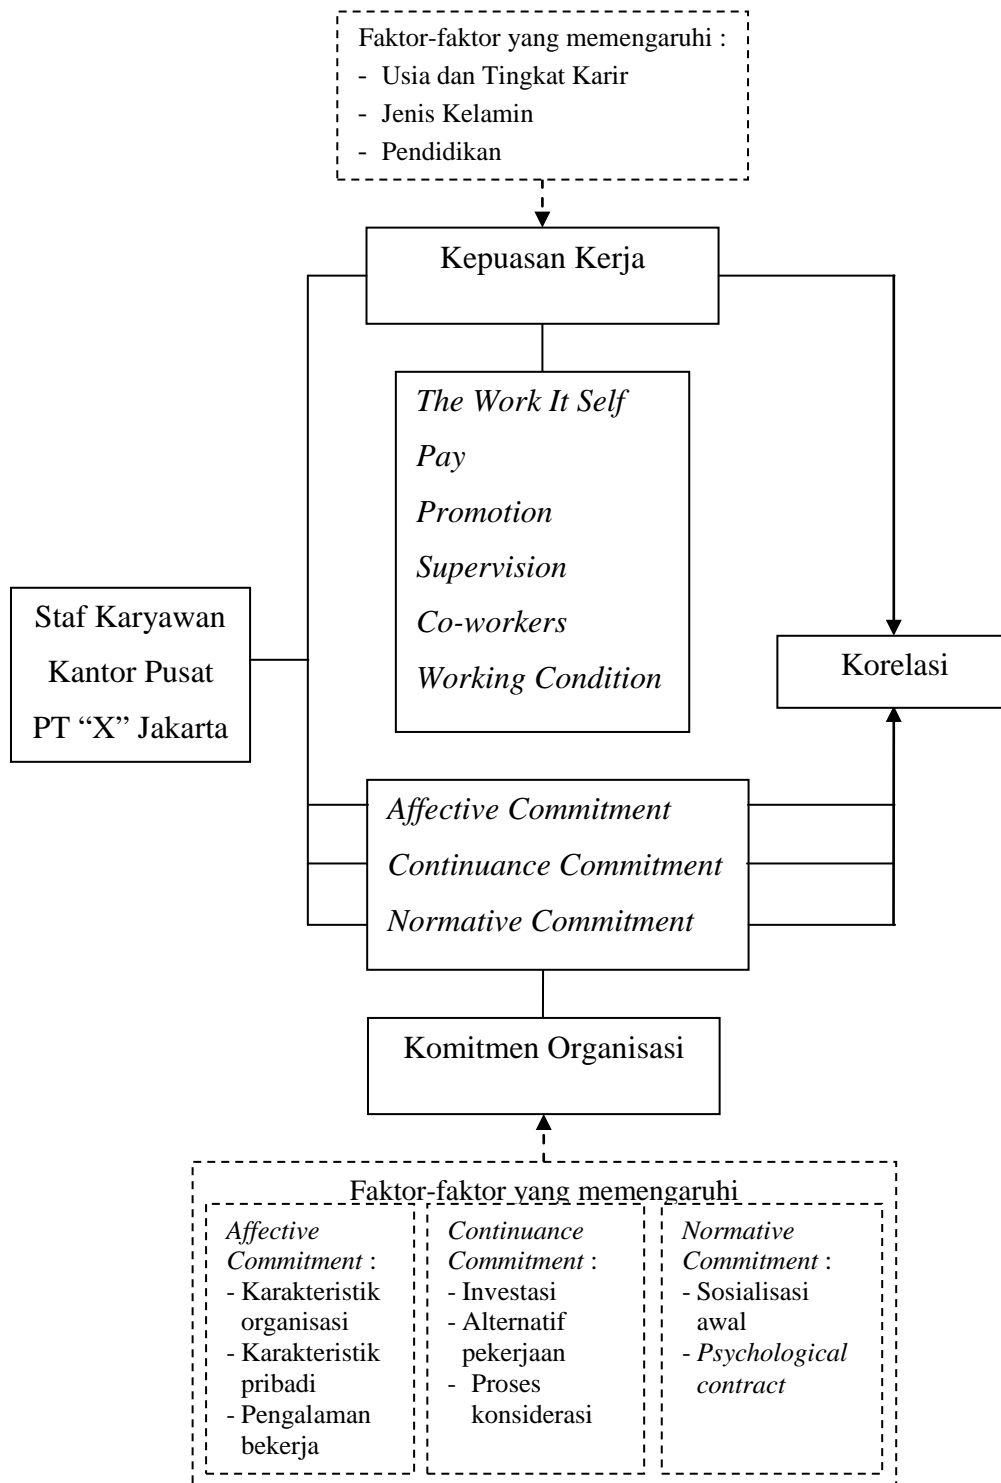 Faktor-faktor yang memengaruhi :
- Usia dan Tingkat Karir
- Jenis Kelamin
- Pendidikan
Kepuasan Kerja
The Work It Self
Pay
Promotion
Supervision
Co-workers
Working Condition
Staf Karyawan
Kantor Pusat
PT “X” Jakarta
Korelasi
Affective Commitment
Continuance Commitment
Normative Commitment
Komitmen Organisasi
Faktor-faktor yang memengaruhi
Affective
Commitment :
- Karakteristik
organisasi
- Karakteristik
pribadi
- Pengalaman
bekerja
Continuance
Commitment :
- Investasi
- Alternatif
pekerjaan
- Proses
konsiderasi
Normative
Commitment :
- Sosialisasi
awal
- Psychological
contract